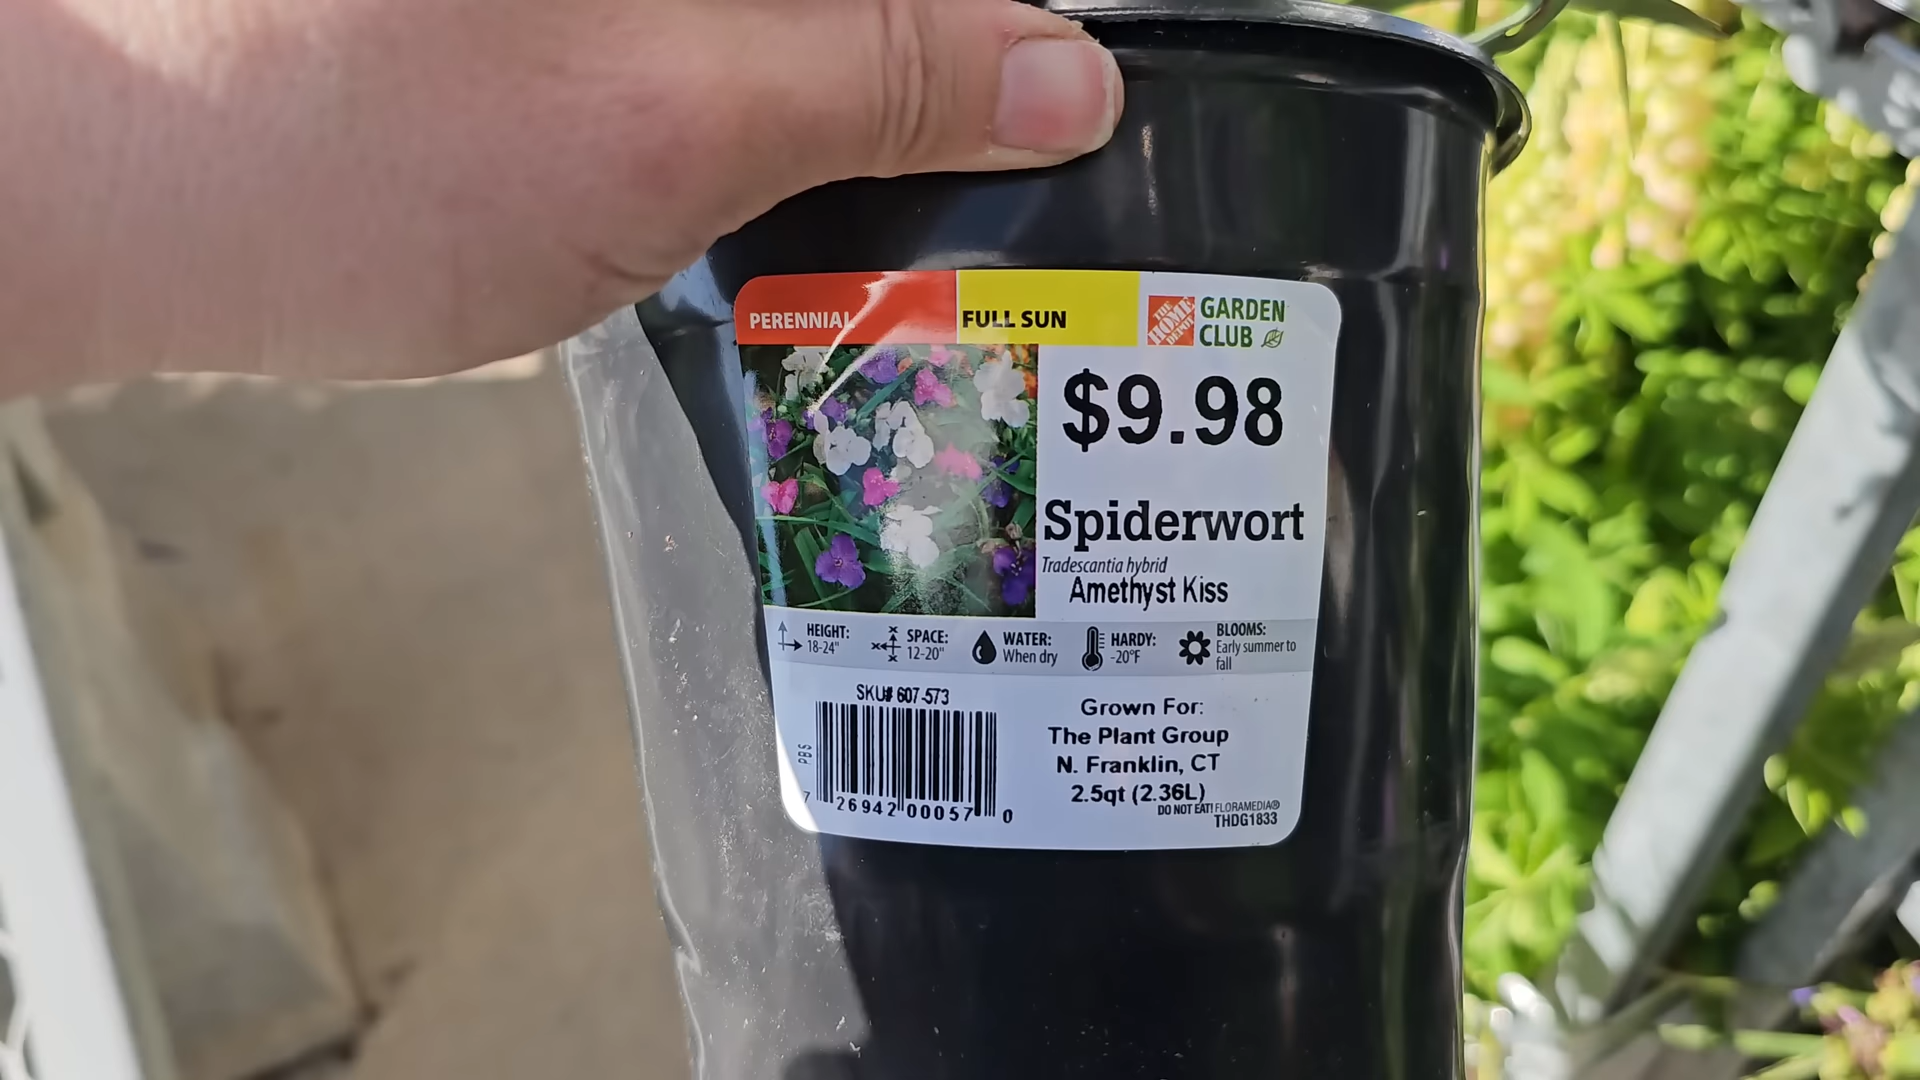 PERENNIAL
FULL SUN
THE HOME DEPOT
GARDEN
CLUB
$9.98
Spiderwort
Tradescantia hybrid
Amethyst Kiss
HEIGHT:
18-24"
SPACE:
12-20"
WATER:
When dry
HARDY:
-20°F
BLOOMS:
Early summer to
fall
SKU# 607-573
PBS
7 26942 00057 0
Grown For:
The Plant Group
N. Franklin, CT
2.5qt (2.36L)
DO NOT EAT! FLORAMEDIA®
THDG1833